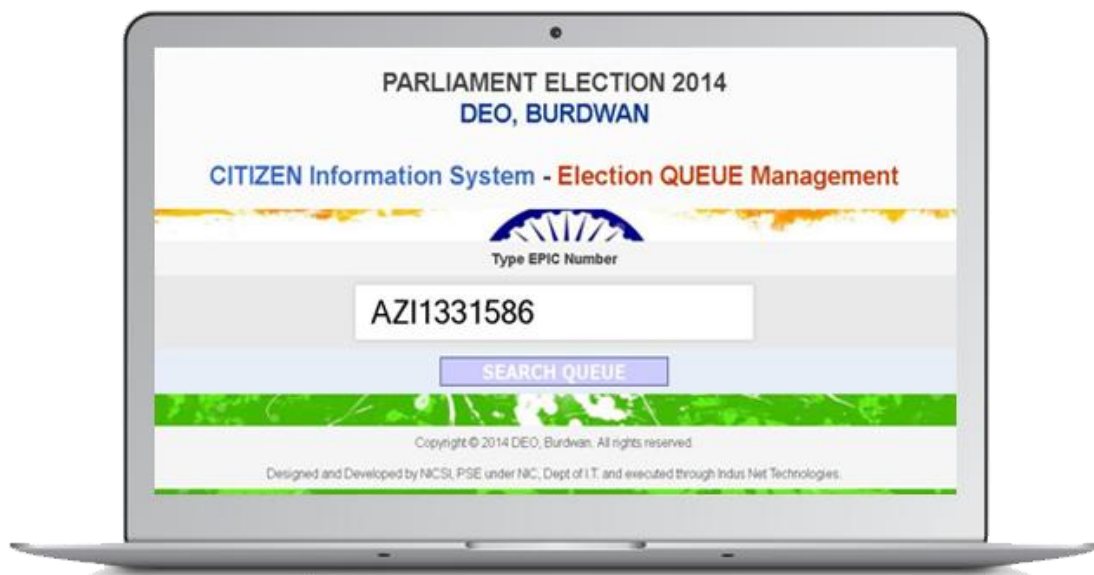 PARLIAMENT ELECTION 2014
DEO, BURDWAN
CITIZEN Information System - Election QUEUE Management
Type EPIC Number
AZI1331586
SEARCH QUEUE
Copyright © 2014 DEO, Burdwan. All rights reserved.
Designed and Developed by NICSI, PSE under NIC, Dept of I.T. and executed through Indus Net Technologies.